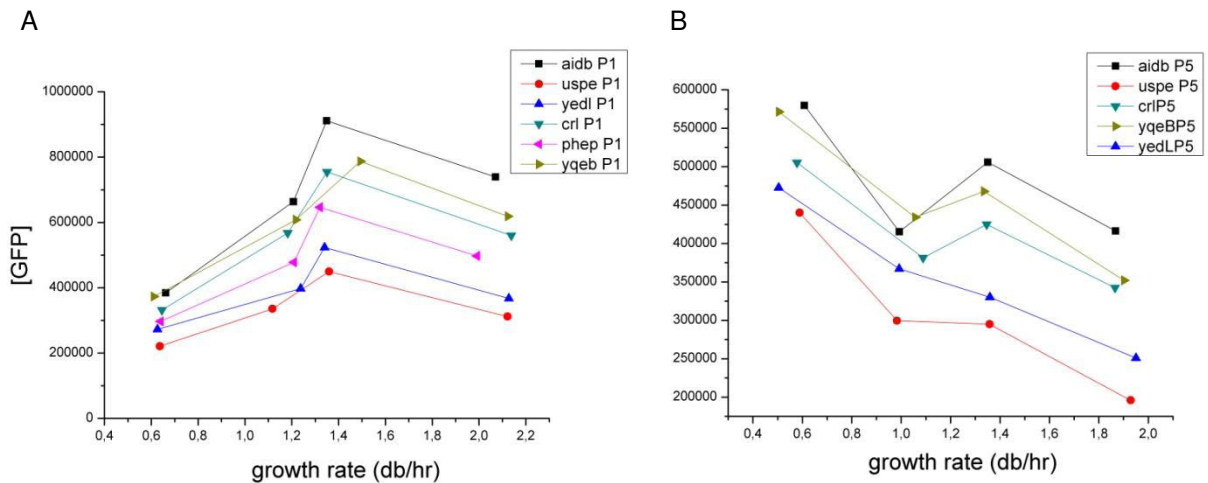 A
aidb P1
uspe P1
yedl P1
crl P1
phep P1
yqeb P1
1000000
800000
600000
400000
200000
0
[GFP]
0,4 0,6 0,8 1,0 1,2 1,4 1,6 1,8 2,0 2,2
growth rate (db/hr)
B
aidb P5
uspe P5
crlP5
yqeBP5
yedLP5
600000
550000
500000
450000
400000
350000
300000
250000
200000
0,4 0,6 0,8 1,0 1,2 1,4 1,6 1,8 2,0
growth rate (db/hr)